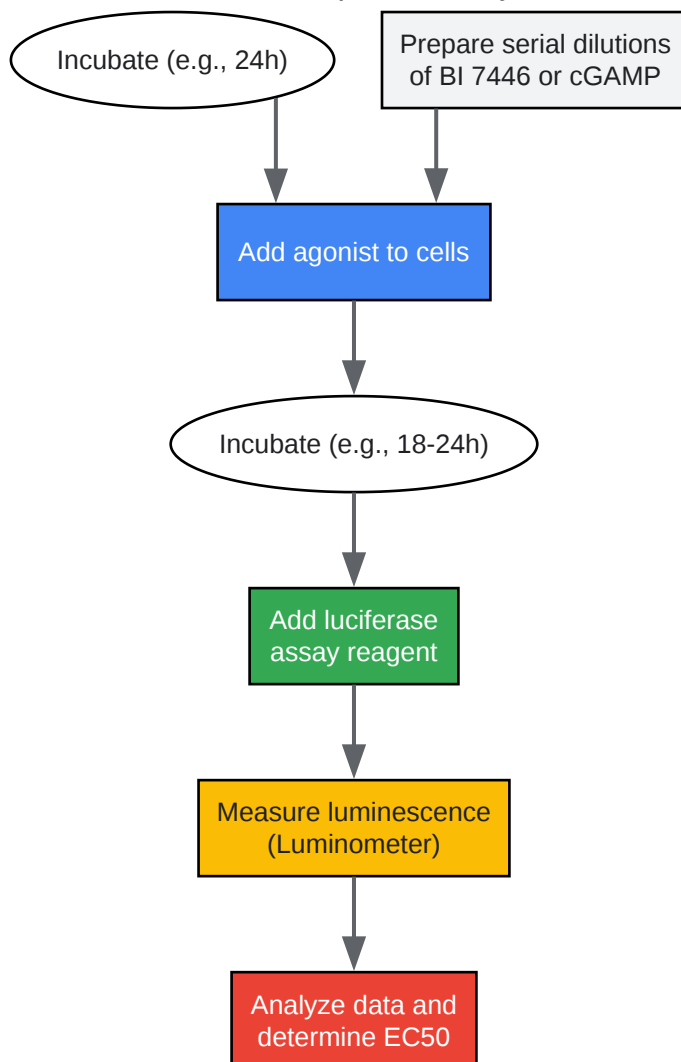 Incubate (e.g., 24h)
Prepare serial dilutions
of BI 7446 or cGAMP
Add agonist to cells
Incubate (e.g., 18-24h)
Add luciferase
assay reagent
Measure luminescence
(Luminometer)
Analyze data and
determine EC50